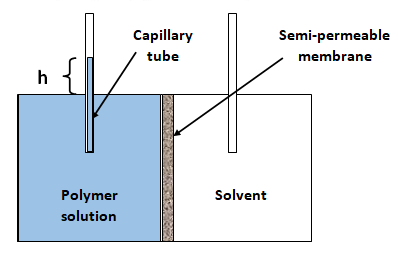 Capillary
tube
Semi-permeable
membrane
h
Polymer
solution
Solvent